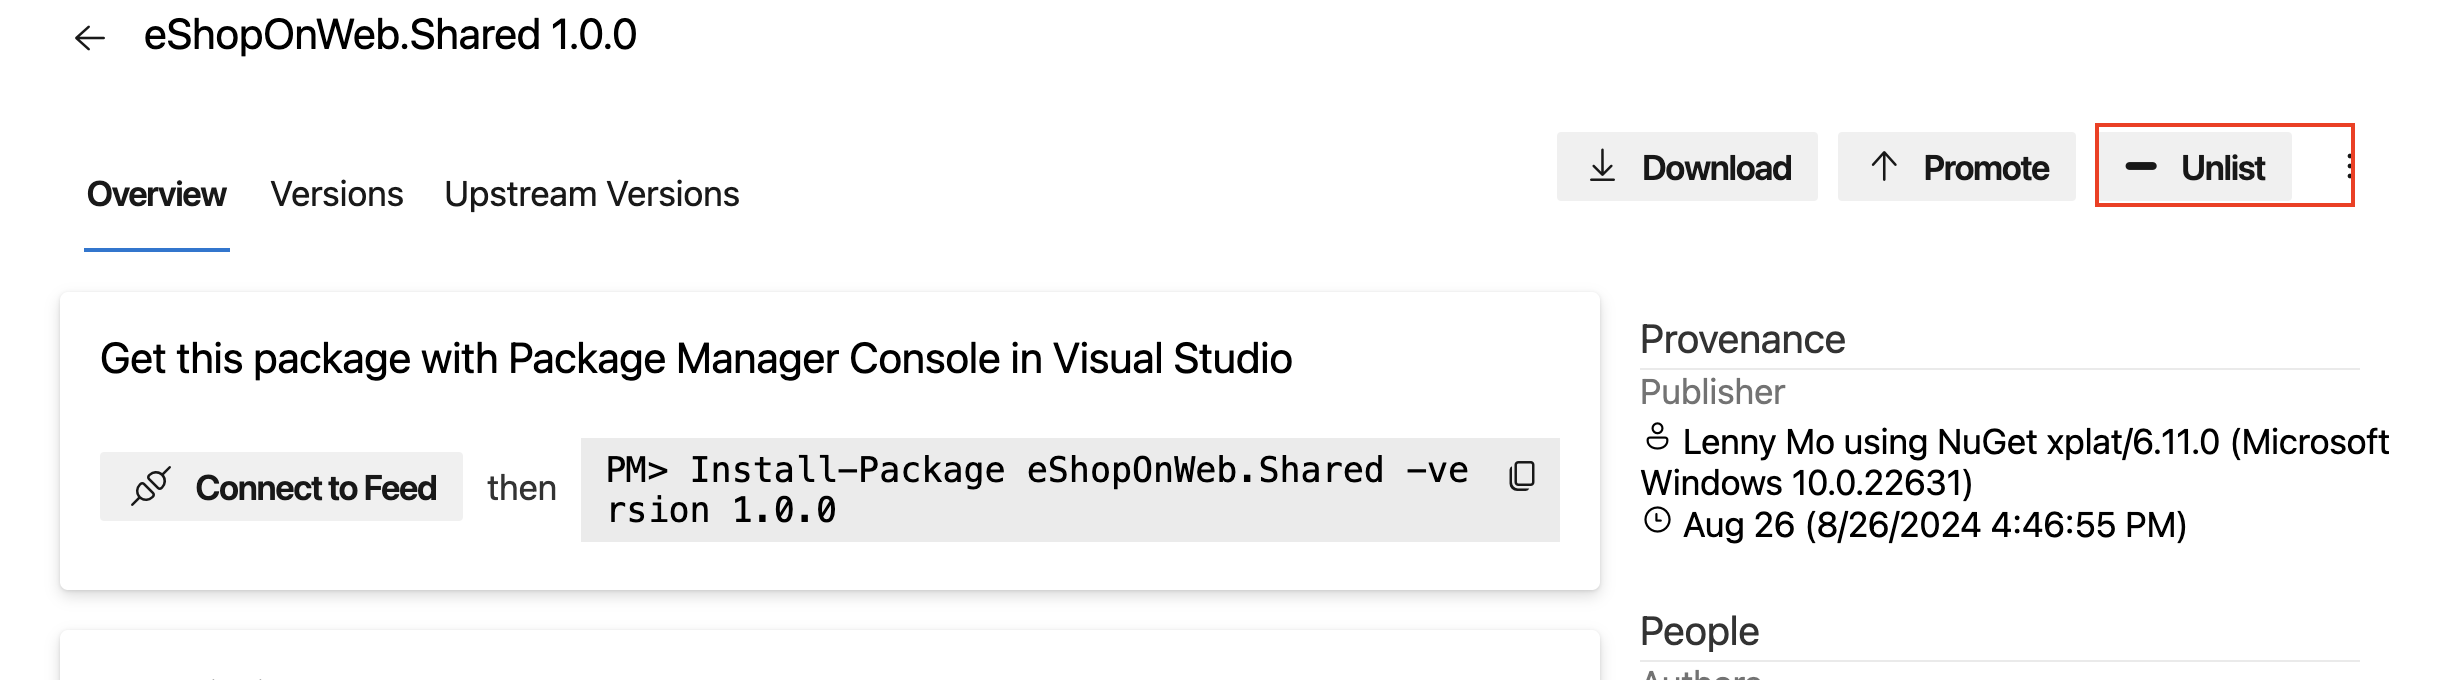 eShopOnWeb.Shared 1.0.0
Overview Versions Upstream Versions
Download Promote Unlist
Get this package with Package Manager Console in Visual Studio
Connect to Feed then
PM> Install-Package eShopOnWeb.Shared -ve
rsion 1.0.0
Provenance
Publisher
Lenny Mo using NuGet xplat/6.11.0 (Microsoft
Windows 10.0.22631)
Aug 26 (8/26/2024 4:46:55 PM)
People
Authors